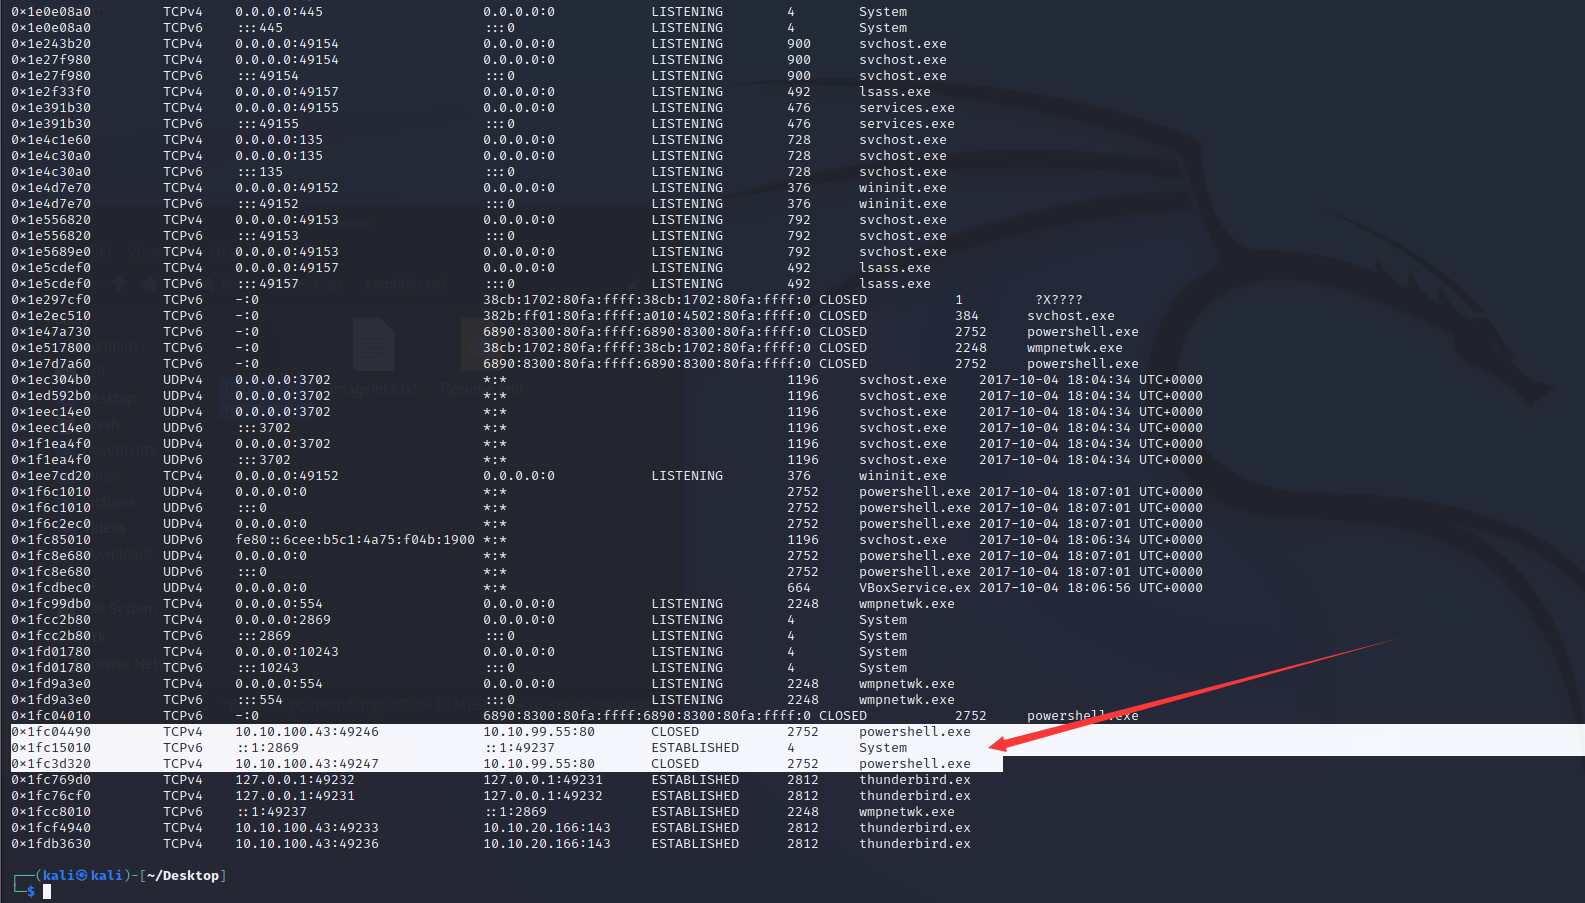 0×1e0e08a0 TCPv4 0.0.0.0:445 0.0.0.0:0 LISTENING 4 System
0×1e0e08a0 TCPv6 :::445 :::0 LISTENING 4 System
0×1e243b20 TCPv4 0.0.0.0:49154 0.0.0.0:0 LISTENING 900 svchost.exe
0×1e27f980 TCPv4 0.0.0.0:49154 0.0.0.0:0 LISTENING 900 svchost.exe
0×1e27f980 TCPv6 :::49154 :::0 LISTENING 900 svchost.exe
0×1e2f33f0 TCPv4 0.0.0.0:49157 0.0.0.0:0 LISTENING 492 lsass.exe
0×1e391b30 TCPv4 0.0.0.0:49155 0.0.0.0:0 LISTENING 476 services.exe
0×1e391b30 TCPv6 :::49155 :::0 LISTENING 476 services.exe
0×1e4c1e60 TCPv4 0.0.0.0:135 0.0.0.0:0 LISTENING 728 svchost.exe
0×1e4c30a0 TCPv4 0.0.0.0:135 0.0.0.0:0 LISTENING 728 svchost.exe
0×1e4c30a0 TCPv6 :::135 :::0 LISTENING 728 svchost.exe
0×1e4d7e70 TCPv4 0.0.0.0:49152 0.0.0.0:0 LISTENING 376 wininit.exe
0×1e4d7e70 TCPv6 :::49152 :::0 LISTENING 376 wininit.exe
0×1e556820 TCPv4 0.0.0.0:49153 0.0.0.0:0 LISTENING 792 svchost.exe
0×1e556820 TCPv6 :::49153 :::0 LISTENING 792 svchost.exe
0×1e5689e0 TCPv4 0.0.0.0:49153 0.0.0.0:0 LISTENING 792 svchost.exe
0×1e5cdef0 TCPv4 0.0.0.0:49157 0.0.0.0:0 LISTENING 492 lsass.exe
0×1e5cdef0 TCPv6 :::49157 :::0 LISTENING 492 lsass.exe
0×1e297cf0 TCPv6 -:0 38cb:1702:80fa:ffff:38cb:1702:80fa:ffff:0 CLOSED 1 ?X????
0×1e2ec510 TCPv6 -:0 382b:ff01:80fa:ffff:a010:4502:80fa:ffff:0 CLOSED 384 svchost.exe
0×1e47a730 TCPv6 -:0 6890:8300:80fa:ffff:6890:8300:80fa:ffff:0 CLOSED 2752 powershell.exe
0×1e517800 TCPv6 -:0 38cb:1702:80fa:ffff:38cb:1702:80fa:ffff:0 CLOSED 2248 wmpnetwk.exe
0×1e7d7a60 TCPv6 -:0 6890:8300:80fa:ffff:6890:8300:80fa:ffff:0 CLOSED 2752 powershell.exe
0×1ec304b0 UDPv4 0.0.0.0:3702 *:* 1196 svchost.exe 2017-10-04 18:04:34 UTC+0000
0×1ed592b0 UDPv4 0.0.0.0:3702 *:* 1196 svchost.exe 2017-10-04 18:04:34 UTC+0000
0×1eec14e0 UDPv4 0.0.0.0:3702 *:* 1196 svchost.exe 2017-10-04 18:04:34 UTC+0000
0×1eec14e0 UDPv6 :::3702 *:* 1196 svchost.exe 2017-10-04 18:04:34 UTC+0000
0×1f1ea4f0 UDPv4 0.0.0.0:3702 *:* 1196 svchost.exe 2017-10-04 18:04:34 UTC+0000
0×1f1ea4f0 UDPv6 :::3702 *:* 1196 svchost.exe 2017-10-04 18:04:34 UTC+0000
0×1ee7cd20 TCPv4 0.0.0.0:49152 0.0.0.0:0 LISTENING 376 wininit.exe
0×1f6c1010 UDPv4 0.0.0.0:0 *:* 2752 powershell.exe 2017-10-04 18:07:01 UTC+0000
0×1f6c1010 UDPv6 :::0 *:* 2752 powershell.exe 2017-10-04 18:07:01 UTC+0000
0×1f6c2ec0 UDPv4 0.0.0.0:0 *:* 2752 powershell.exe 2017-10-04 18:07:01 UTC+0000
0×1fc85010 UDPv6 fe80::6cee:b5c1:4a75:f04b:1900 *:* 1196 svchost.exe 2017-10-04 18:06:34 UTC+0000
0×1fc8e680 UDPv4 0.0.0.0:0 *:* 2752 powershell.exe 2017-10-04 18:07:01 UTC+0000
0×1fc8e680 UDPv6 :::0 *:* 2752 powershell.exe 2017-10-04 18:07:01 UTC+0000
0×1fcdbec0 UDPv4 0.0.0.0:0 *:* 664 VBoxService.ex 2017-10-04 18:06:56 UTC+0000
0×1fc99db0 TCPv4 0.0.0.0:554 0.0.0.0:0 LISTENING 2248 wmpnetwk.exe
0×1fcc2b80 TCPv4 0.0.0.0:2869 0.0.0.0:0 LISTENING 4 System
0×1fcc2b80 TCPv6 :::2869 :::0 LISTENING 4 System
0×1fd01780 TCPv4 0.0.0.0:10243 0.0.0.0:0 LISTENING 4 System
0×1fd01780 TCPv6 :::10243 :::0 LISTENING 4 System
0×1fd9a3e0 TCPv4 0.0.0.0:554 0.0.0.0:0 LISTENING 2248 wmpnetwk.exe
0×1fd9a3e0 TCPv6 :::554 :::0 LISTENING 2248 wmpnetwk.exe
0×1fc04010 TCPv6 -:0 6890:8300:80fa:ffff:6890:8300:80fa:ffff:0 CLOSED 2752 powershell.exe
0×1fc04490 TCPv4 10.10.100.43:49246 10.10.99.55:80 CLOSED 2752 powershell.exe
0×1fc15010 TCPv6 ::1:2869 ::1:49237 ESTABLISHED 4 System
0×1fc3d320 TCPv4 10.10.100.43:49247 10.10.99.55:80 CLOSED 2752 powershell.exe
0×1fc769d0 TCPv4 127.0.0.1:49232 127.0.0.1:49231 ESTABLISHED 2812 thunderbird.ex
0×1fc76cf0 TCPv4 127.0.0.1:49231 127.0.0.1:49232 ESTABLISHED 2812 thunderbird.ex
0×1fcc8010 TCPv6 ::1:49237 ::1:2869 ESTABLISHED 2248 wmpnetwk.exe
0×1fcf4940 TCPv4 10.10.100.43:49233 10.10.20.166:143 ESTABLISHED 2812 thunderbird.ex
0×1fdb3630 TCPv4 10.10.100.43:49236 10.10.20.166:143 ESTABLISHED 2812 thunderbird.ex
┌──(kali㉿kali)-[~/Desktop]
└─$